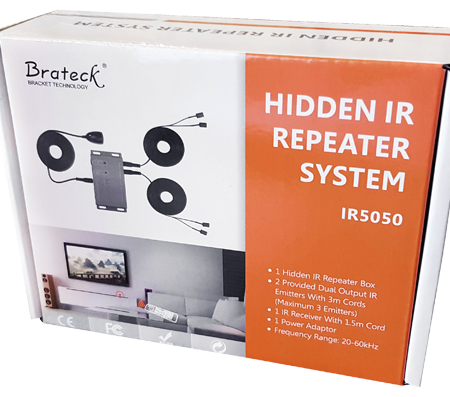 HIDDEN IR REPEATER SYSTEM
Brateck®
BRACKET TECHNOLOGY
HIDDEN IR
REPEATER
SYSTEM
IR5050
• 1 Hidden IR Repeater Box
• 2 Provided Dual Output IR
Emitters With 3m Cords
(Maximum 3 Emitters)
• 1 IR Receiver With 1.5m Cord
• 1 Power Adaptor
• Frequency Range: 20-60kHz
CE FC